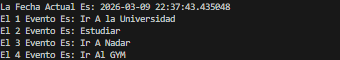 La Fecha Actual Es: 2026-03-09 22:37:43.435048
El 1 Evento Es: Ir A la Universidad
El 2 Evento Es: Estudiar
El 3 Evento Es: Ir A Nadar
El 4 Evento Es: Ir Al GYM